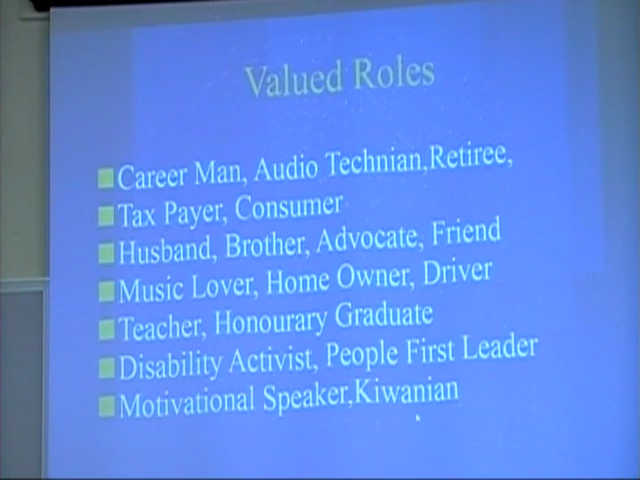 Valued Roles
Career Man, Audio Technian,Retiree,
Tax Payer, Consumer
Husband, Brother, Advocate, Friend
Music Lover, Home Owner, Driver
Teacher, Honourary Graduate
Disability Activist, People First Leader
Motivational Speaker,Kiwanian